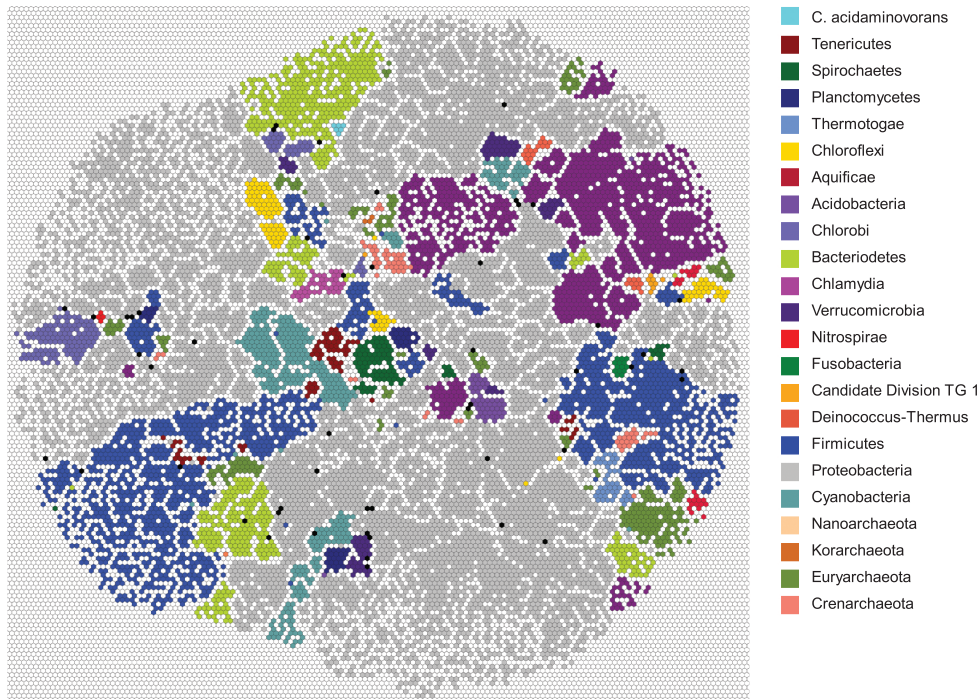 C. acidaminovorans
Tenericutes
Spirochaetes
Planctomycetes
Thermotogae
Chloroflexi
Aquificae
Acidobacteria
Chlorobi
Bacteriodetes
Chlamydia
Verrucomicrobia
Nitrospirae
Fusobacteria
Candidate Division TG 1
Deinococcus-Thermus
Firmicutes
Proteobacteria
Cyanobacteria
Nanoarchaeota
Korarchaeota
Euryarchaeota
Crenarchaeota